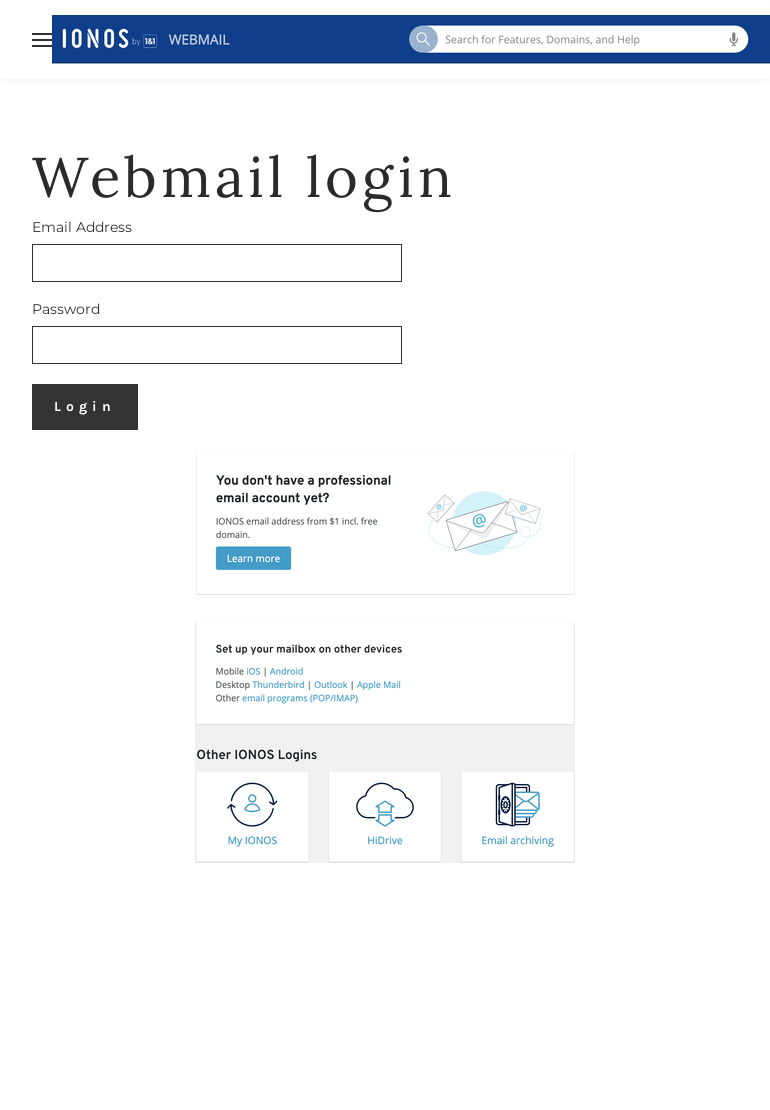 IONOS by 1&1 WEBMAIL
Search for Features, Domains, and Help
Webmail login
Email Address
Password
Login
You don't have a professional
email account yet?
IONOS email address from $1 incl. free
domain.
Learn more
@ @ @
Set up your mailbox on other devices
Mobile iOS | Android
Desktop Thunderbird | Outlook | Apple Mail
Other email programs (POP/IMAP)
Other IONOS Logins
My IONOS
HiDrive
Email archiving